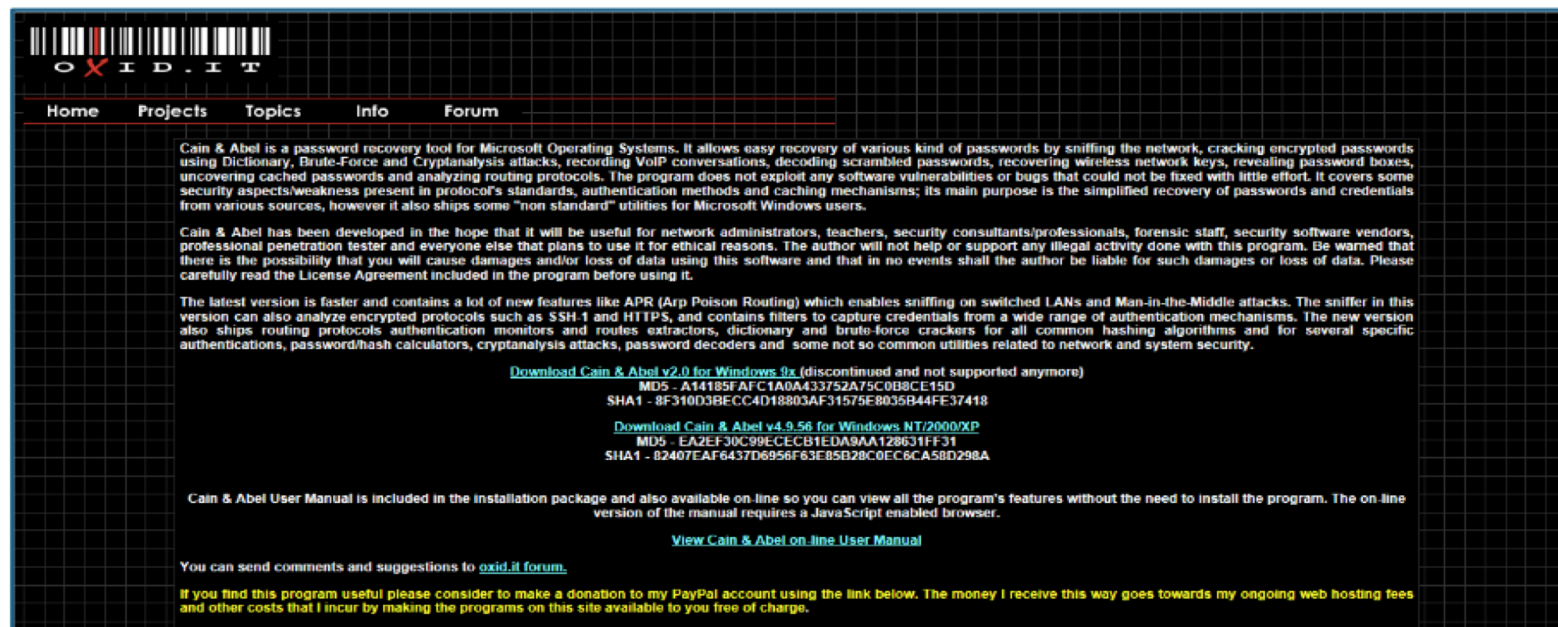 OXID.IT
Home Projects Topics Info Forum
Cain & Abel is a password recovery tool for Microsoft Operating Systems. It allows easy recovery of various kind of passwords by sniffing the network, cracking encrypted passwords
using Dictionary, Brute-Force and Cryptanalysis attacks, recording VoIP conversations, decoding scrambled passwords, recovering wireless network keys, revealing password boxes,
uncovering cached passwords and analyzing routing protocols. The program does not exploit any software vulnerabilities or bugs that could not be fixed with little effort. It covers some
security aspects/weakness present in protocol's standards, authentication methods and caching mechanisms; its main purpose is the simplified recovery of passwords and credentials
from various sources, however it also ships some "non standard" utilities for Microsoft Windows users.
Cain & Abel has been developed in the hope that it will be useful for network administrators, teachers, security consultants/professionals, forensic staff, security software vendors,
professional penetration tester and everyone else that plans to use it for ethical reasons. The author will not help or support any illegal activity done with this program. Be warned that
there is the possibility that you will cause damages and/or loss of data using this software and that in no events shall the author be liable for such damages or loss of data. Please
carefully read the License Agreement included in the program before using it.
The latest version is faster and contains a lot of new features like APR (Arp Poison Routing) which enables sniffing on switched LANs and Man-in-the-Middle attacks. The sniffer in this
version can also analyze encrypted protocols such as SSH-1 and HTTPS, and contains filters to capture credentials from a wide range of authentication mechanisms. The new version
also ships routing protocols authentication monitors and routes extractors, dictionary and brute-force crackers for all common hashing algorithms and for several specific
authentications, password/hash calculators, cryptanalysis attacks, password decoders and some not so common utilities related to network and system security.
Download Cain & Abel v2.0 for Windows 9x (discontinued and not supported anymore)
MD5 - A14185FAFC1A0A433752A75C0B8CE15D
SHA1 - 8F310D3BECC4D18803AF31575E8035B44FE37418
Download Cain & Abel v4.9.56 for Windows NT/2000/XP
MD5 - EA2EF30C99ECECB1EDA9AA128631FF31
SHA1 - 82407EAF6437D6956F63E85B28C0EC6CA58D298A
Cain & Abel User Manual is included in the installation package and also available on-line so you can view all the program's features without the need to install the program. The on-line
version of the manual requires a JavaScript enabled browser.
View Cain & Abel on-line User Manual
You can send comments and suggestions to oxid.it forum.
If you find this program useful please consider to make a donation to my PayPal account using the link below. The money I receive this way goes towards my ongoing web hosting fees
and other costs that I incur by making the programs on this site available to you free of charge.